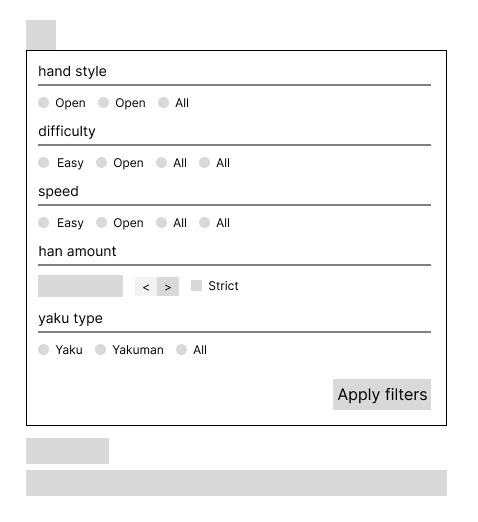 hand style
Open Open All
difficulty
Easy Open All All
speed
Easy Open All All
han amount
< > Strict
yaku type
Yaku Yakuman All
Apply filters